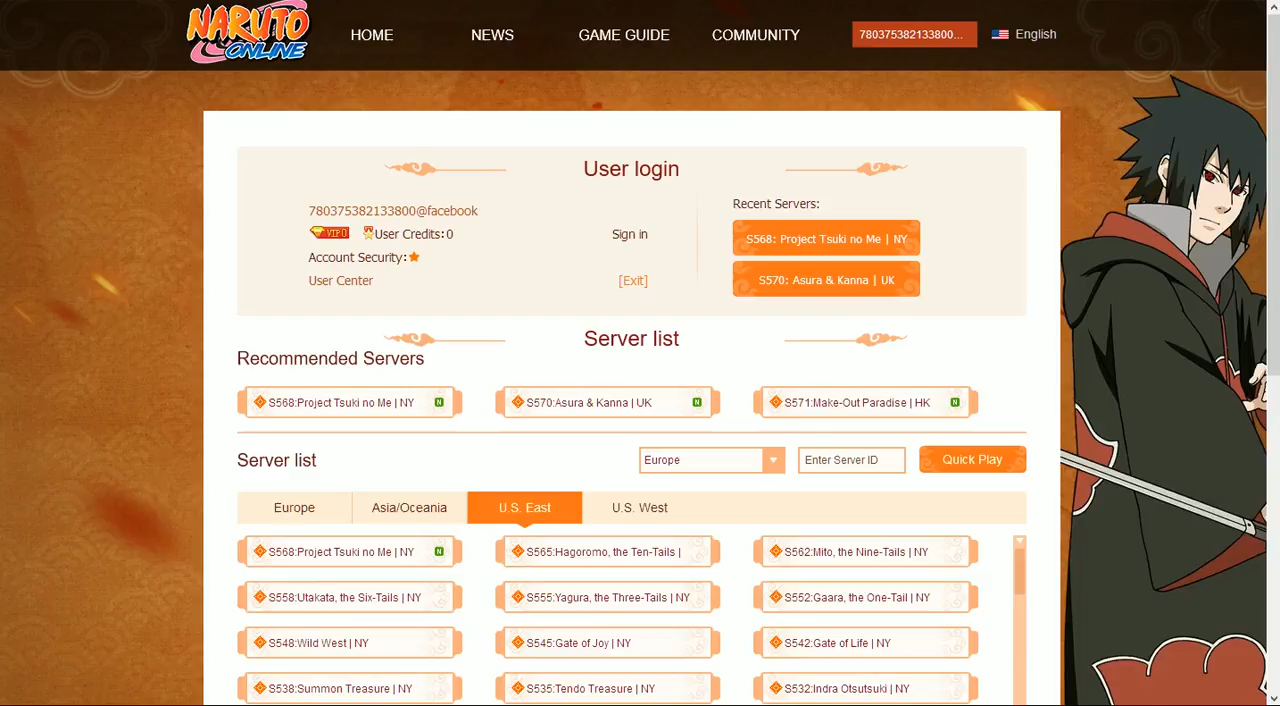 NARUTO
ONLINE
HOME
NEWS
GAME GUIDE
COMMUNITY
780375382133800...
English
User login
780375382133800@facebook
VIP0
User Credits:0
Account Security:
User Center
Sign in
[Exit]
Recent Servers:
S568: Project Tsuki no Me | NY
S570: Asura & Kanna | UK
Server list
Recommended Servers
S568:Project Tsuki no Me | NY N
S570:Asura & Kanna | UK N
S571:Make-Out Paradise | HK N
Server list
Europe
Enter Server ID
Quick Play
Europe
Asia/Oceania
U.S. East
U.S. West
S568:Project Tsuki no Me | NY N
S565:Hagoromo, the Ten-Tails |
S562:Mito, the Nine-Tails | NY
S558:Utakata, the Six-Tails | NY
S555:Yagura, the Three-Tails | NY
S552:Gaara, the One-Tail | NY
S548:Wild West | NY
S545:Gate of Joy | NY
S542:Gate of Life | NY
S538:Summon Treasure | NY
S535:Tendo Treasure | NY
S532:Indra Otsutsuki | NY